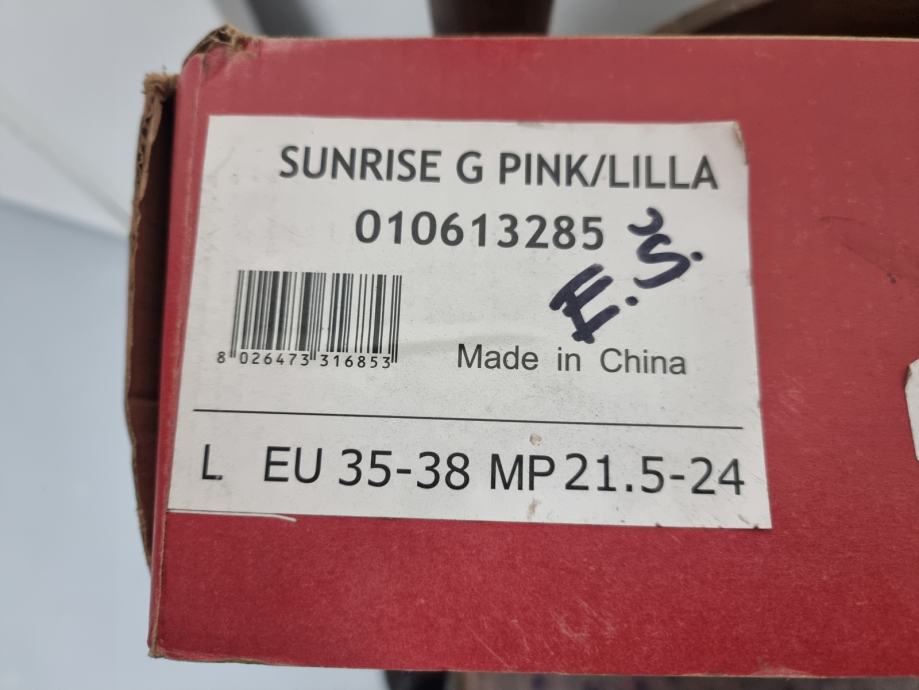 SUNRISE G PINK/LILLA
010613285
E.Š.
8 026473 316853
Made in China
L EU 35-38 MP 21.5-24